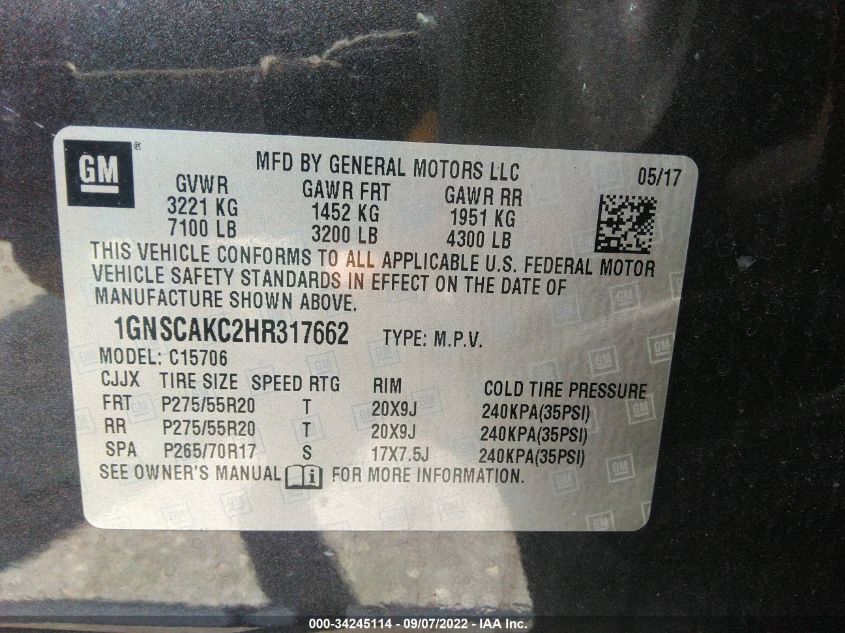 GM
MFD BY GENERAL MOTORS LLC 05/17
GVWR GAWR FRT GAWR RR
3221 KG 1452 KG 1951 KG
7100 LB 3200 LB 4300 LB
THIS VEHICLE CONFORMS TO ALL APPLICABLE U.S. FEDERAL MOTOR
VEHICLE SAFETY STANDARDS IN EFFECT ON THE DATE OF
MANUFACTURE SHOWN ABOVE.
1GNSCAKC2HR317662 TYPE: M.P.V.
MODEL: C15706
CJJX TIRE SIZE SPEED RTG RIM COLD TIRE PRESSURE
FRT P275/55R20 T 20X9J 240KPA(35PSI)
RR P275/55R20 T 20X9J 240KPA(35PSI)
SPA P265/70R17 S 17X7.5J 240KPA(35PSI)
SEE OWNER'S MANUAL FOR MORE INFORMATION.
000-34245114 - 09/07/2022 - IAA Inc.